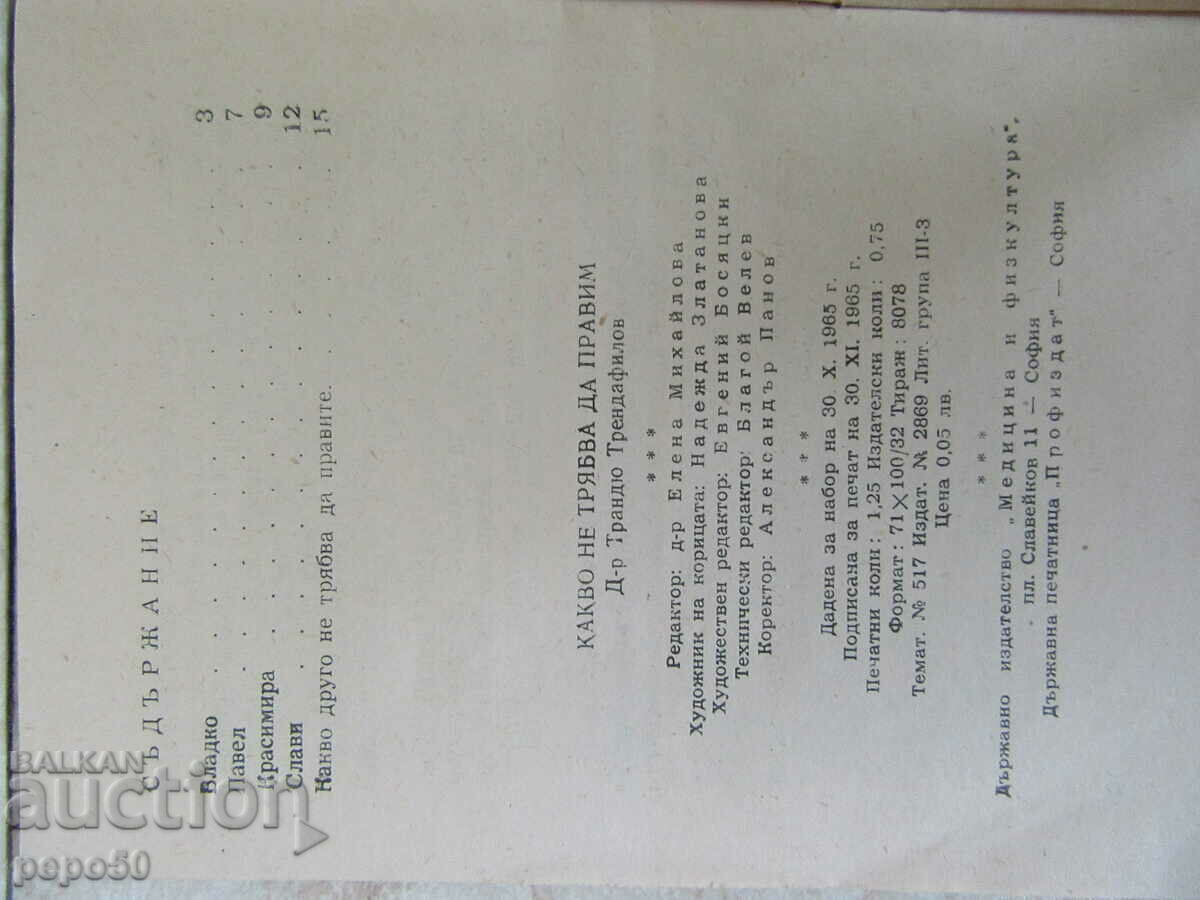 СЪДЪРЖАНИЕ
Владко . . . . . . . . . . 3
Павел . . . . . . . . . . 7
Красимира . . . . . . . . . 9
Слави . . . . . . . . . . 12
Какво друго не трябва да правите. . . . . . 15
КАКВО НЕ ТРЯБВА ДА ПРАВИМ
Д-р Трандю Трендафилов
* * *
Редактор: д-р Елена Михайлова
Художник на корицата: Надежда Златанова
Художествен редактор: Евгений Босяцки
Технически редактор: Благой Велев
Коректор: Александър Панов
* * *
Дадена за набор на 30. X. 1965 г.
Подписана за печат на 30. XI. 1965 г.
Печатни коли: 1,25 Издателски коли: 0,75
Формат: 71×100/32 Тираж: 8078
Темат. № 517 Издат. № 2869 Лит. група III-3
Цена 0,05 лв.
* * *
Държавно издателство „Медицина и физкултура",
пл. Славейков 11 — София
Държавна печатница „Профиздат" — София
BALKAN
auction
pepo50